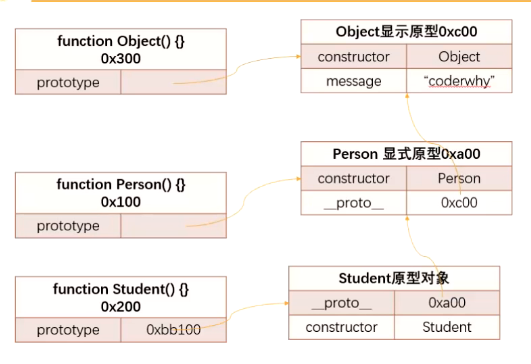 function Object() {}
0x300
prototype
Object显示原型0xc00
constructor Object
message “coderwhy”
function Person() {}
0x100
prototype
Person 显式原型0xa00
constructor Person
__proto__ 0xc00
function Student() {}
0x200
prototype 0xbb100
Student原型对象
__proto__ 0xa00
constructor Student